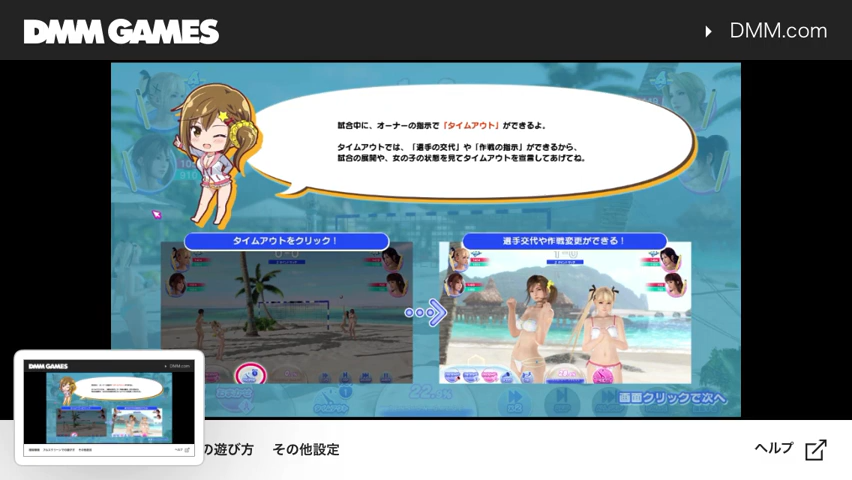 DMM GAMES
DMM.com
試合中に、オーナーの指示で「タイムアウト」ができるよ。
タイムアウトでは、「選手の交代」や「作戦の指示」ができるから、
試合の展開や、女の子の状態を見てタイムアウトを宣言してあげてね。
タイムアウトをクリック！
選手交代や作戦変更ができる！
画面クリックで次へ
の遊び方
その他設定
ヘルプ
DMM GAMES
DMM.com